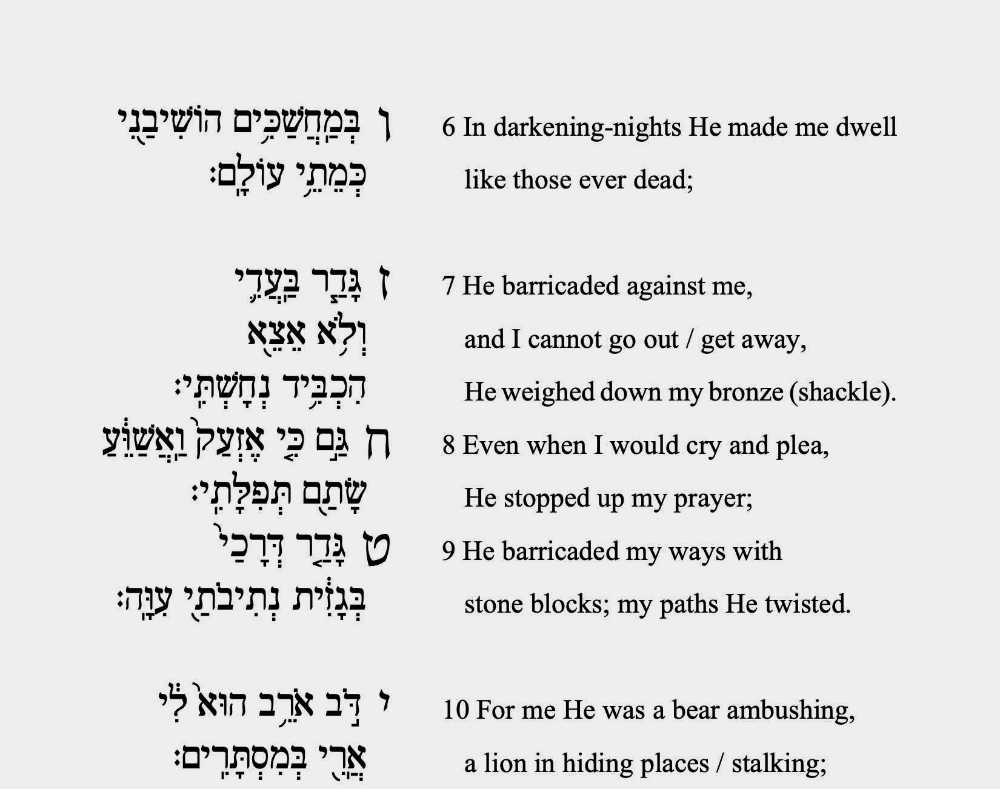 ו בְּמַֽחֲשַׁכִּ֥ים הוֹשִׁיבַ֖נִי 6 In darkening-nights He made me dwell
כְּמֵתֵ֥י עוֹלָֽם׃ like those ever dead;
ז גָּדַ֧ר בַּֽעֲדִ֛י 7 He barricaded against me,
וְלֹ֥א אֵצֵ֖א and I cannot go out / get away,
הִכְבִּ֥יד נְחָשְׁתִּֽי׃ He weighed down my bronze (shackle).
ח גַּ֣ם כִּ֤י אֶזְעַק֙ וַֽאֲשַׁוֵּ֔עַ 8 Even when I would cry and plea,
שָׂתַ֖ם תְּפִלָּתִֽי׃ He stopped up my prayer;
ט גָּדַ֤ר דְּרָכַי֙ 9 He barricaded my ways with
בְּגָזִ֔ית נְתִיבֹתַ֖י עִוָּֽה׃ stone blocks; my paths He twisted.
י דֹּ֣ב אֹרֵ֥ב הוּא֙ לִ֔י 10 For me He was a bear ambushing,
אֲרִ֖י בְּמִסְתָּרִֽים׃ a lion in hiding places / stalking;